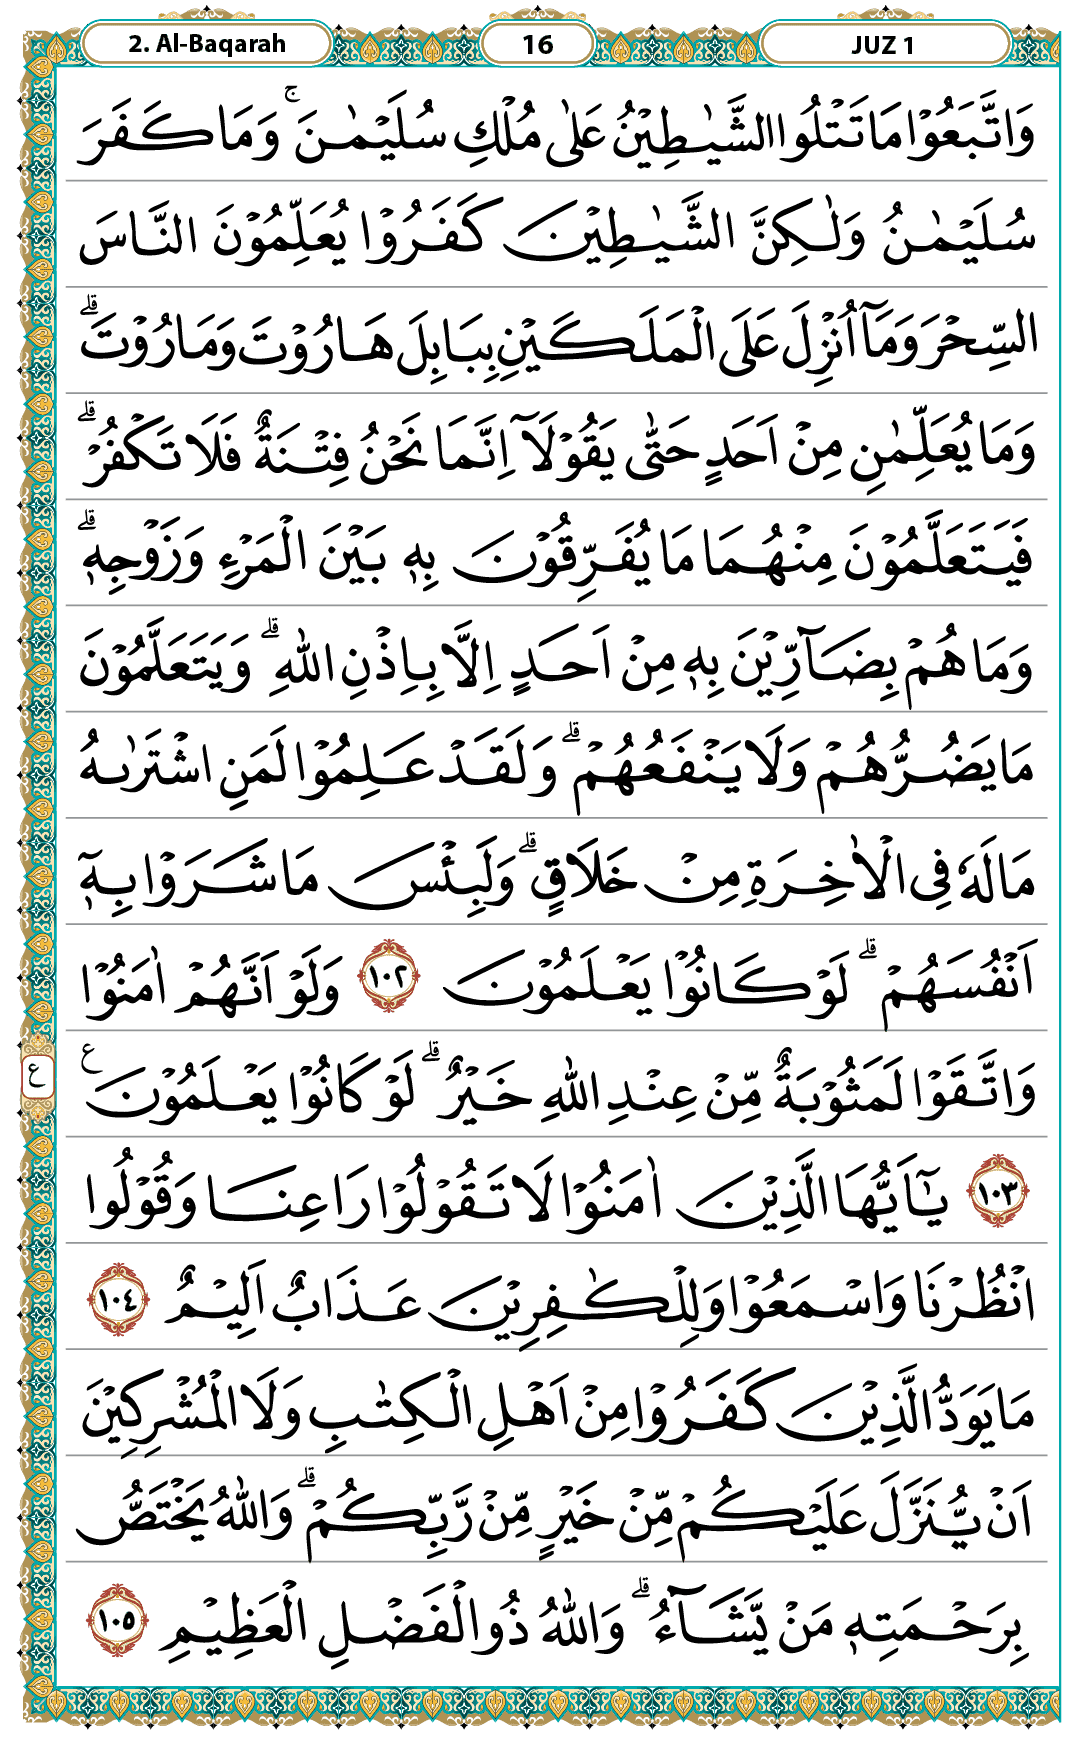 2. Al-Baqarah
16
JUZ 1
وَاتَّبَعُوْا مَا تَتْلُوا الشَّيٰطِيْنُ عَلٰى مُلْكِ سُلَيْمٰنَ ۚ وَمَا كَفَرَ
سُلَيْمٰنُ وَلٰكِنَّ الشَّيٰطِيْنَ كَفَرُوْا يُعَلِّمُوْنَ النَّاسَ
السِّحْرَ وَمَآ اُنْزِلَ عَلَى الْمَلَكَيْنِ بِبَابِلَ هَارُوْتَ وَمَارُوْتَ ۗ
وَمَا يُعَلِّمٰنِ مِنْ اَحَدٍ حَتّٰى يَقُوْلَآ اِنَّمَا نَحْنُ فِتْنَةٌ فَلَا تَكْفُرْ ۗ
فَيَتَعَلَّمُوْنَ مِنْهُمَا مَا يُفَرِّقُوْنَ بِهٖ بَيْنَ الْمَرْءِ وَزَوْجِهٖ ۗ
وَمَا هُمْ بِضَاۤرِّيْنَ بِهٖ مِنْ اَحَدٍ اِلَّا بِاِذْنِ اللّٰهِ ۗ وَيَتَعَلَّمُوْنَ
مَا يَضُرُّهُمْ وَلَا يَنْفَعُهُمْ ۗ وَلَقَدْ عَلِمُوْا لَمَنِ اشْتَرٰىهُ
مَا لَهٗ فِى الْاٰخِرَةِ مِنْ خَلَاقٍ ۗ وَلَبِئْسَ مَا شَرَوْا بِهٖٓ
اَنْفُسَهُمْ ۗ لَوْ كَانُوْا يَعْلَمُوْنَ ١٠٢ وَلَوْ اَنَّهُمْ اٰمَنُوْا
وَاتَّقَوْا لَمَثُوْبَةٌ مِّنْ عِنْدِ اللّٰهِ خَيْرٌ ۗ لَوْ كَانُوْا يَعْلَمُوْنَ ع
ع
١٠٣ يٰٓاَيُّهَا الَّذِيْنَ اٰمَنُوْا لَا تَقُوْلُوْا رَاعِنَا وَقُوْلُوا
انْظُرْنَا وَاسْمَعُوْا وَلِلْكٰفِرِيْنَ عَذَابٌ اَلِيْمٌ ١٠٤
مَا يَوَدُّ الَّذِيْنَ كَفَرُوْا مِنْ اَهْلِ الْكِتٰبِ وَلَا الْمُشْرِكِيْنَ
اَنْ يُّنَزَّلَ عَلَيْكُمْ مِّنْ خَيْرٍ مِّنْ رَّبِّكُمْ ۗ وَاللّٰهُ يَخْتَصُّ
بِرَحْمَتِهٖ مَنْ يَّشَاۤءُ ۗ وَاللّٰهُ ذُو الْفَضْلِ الْعَظِيْمِ ١٠٥